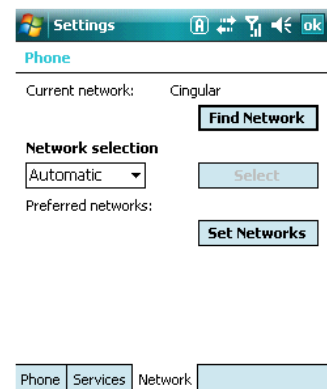 Settings A ok
Phone
Current network: Cingular
Find Network
Network selection
Automatic Select
Preferred networks:
Set Networks
Phone Services Network